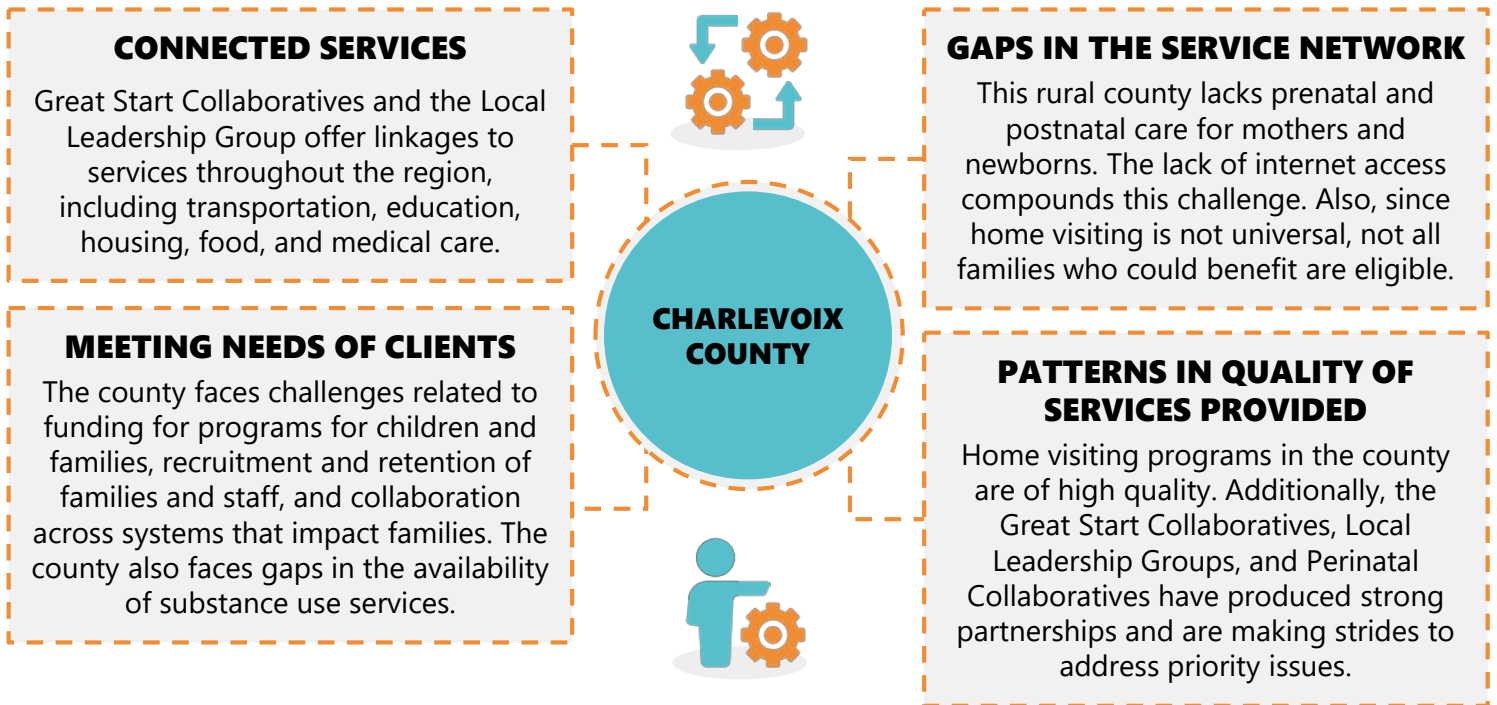 CONNECTED SERVICES
Great Start Collaboratives and the Local
Leadership Group offer linkages to
services throughout the region,
including transportation, education,
housing, food, and medical care.
MEETING NEEDS OF CLIENTS
The county faces challenges related to
funding for programs for children and
families, recruitment and retention of
families and staff, and collaboration
across systems that impact families. The
county also faces gaps in the availability
of substance use services.
CHARLEVOIX
COUNTY
GAPS IN THE SERVICE NETWORK
This rural county lacks prenatal and
postnatal care for mothers and
newborns. The lack of internet access
compounds this challenge. Also, since
home visiting is not universal, not all
families who could benefit are eligible.
PATTERNS IN QUALITY OF
SERVICES PROVIDED
Home visiting programs in the county
are of high quality. Additionally, the
Great Start Collaboratives, Local
Leadership Groups, and Perinatal
Collaboratives have produced strong
partnerships and are making strides to
address priority issues.